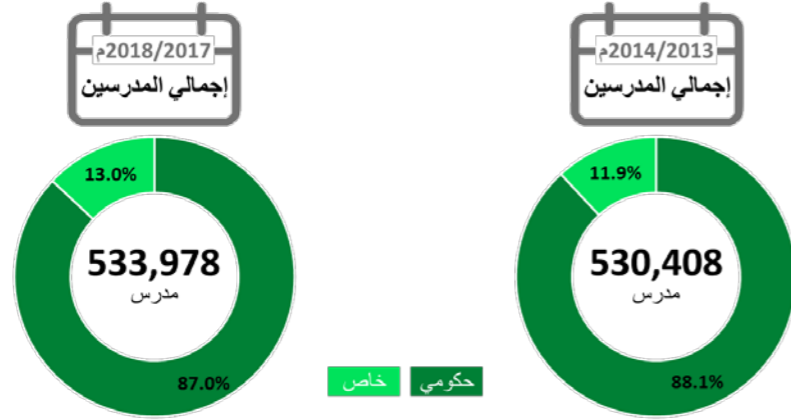 2014/2013م
إجمالي المدرسين
11.9%
530,408
مدرس
88.1%
2018/2017م
إجمالي المدرسين
13.0%
533,978
مدرس
87.0%
حكومي
خاص